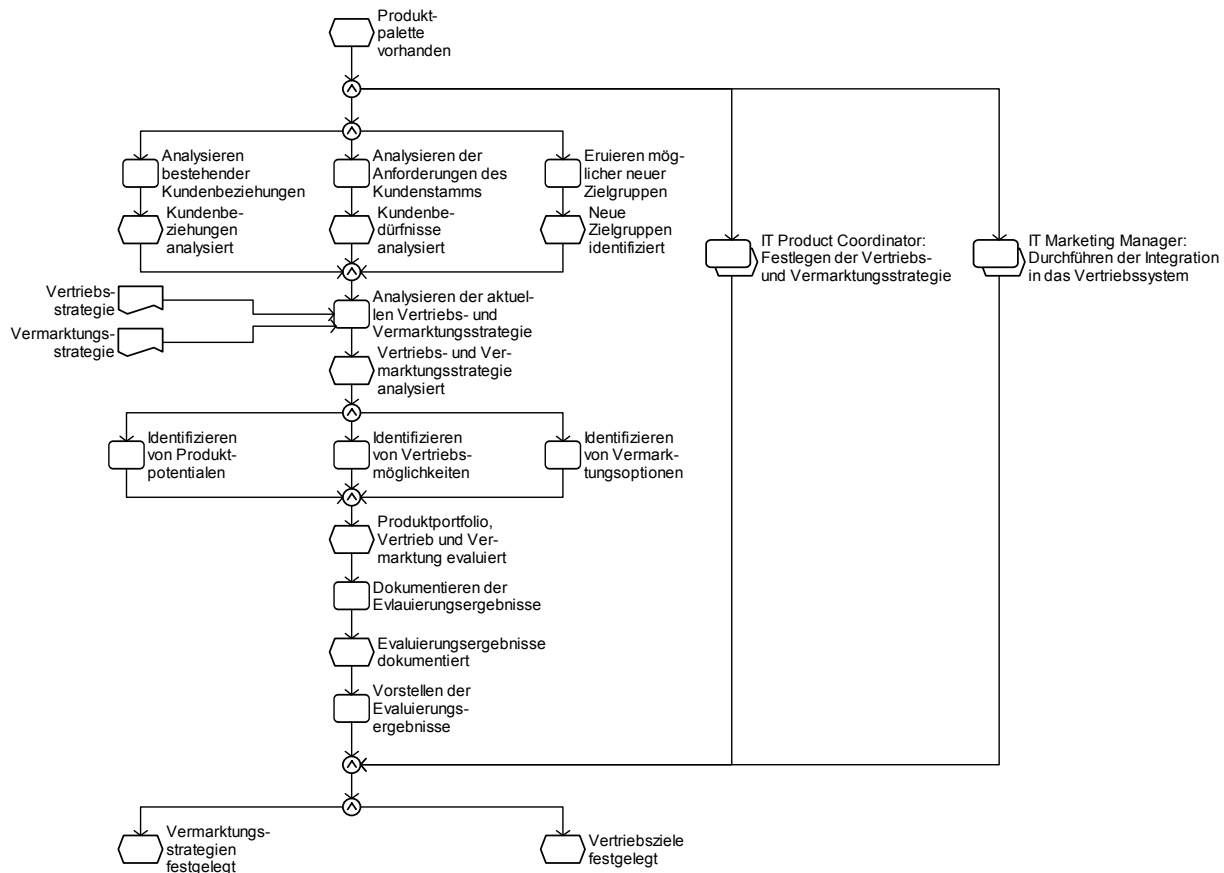 Produkt-
palette
vorhanden
Analysieren
bestehender
Kundenbeziehungen
Analysieren der
Anforderungen des
Kundenstamms
Eruieren mög-
licher neuer
Zielgruppen
Kundenbe-
ziehungen
analysiert
Kundenbe-
dürfnisse
analysiert
Neue
Zielgruppen
identifiziert
IT Product Coordinator:
Festlegen der Vertriebs-
und Vermarktungsstrategie
IT Marketing Manager:
Durchführen der Integration
in das Vertriebssystem
Vertriebs-
strategie
Vermarktungs-
strategie
Analysieren der aktuel-
len Vertriebs- und
Vermarktungsstrategie
Vertriebs- und Ver-
marktungsstrategie
analysiert
Identifizieren
von Produkt-
potentialen
Identifizieren
von Vertriebs-
möglichkeiten
Identifizieren
von Vermark-
tungsoptionen
Produktportfolio,
Vertrieb und Ver-
marktung evaluiert
Dokumentieren der
Evlauierungsergebnisse
Evaluierungsergebnisse
dokumentiert
Vorstellen der
Evaluierungs-
ergebnisse
Vermarktungs-
strategien
festgelegt
Vertriebsziele
festgelegt